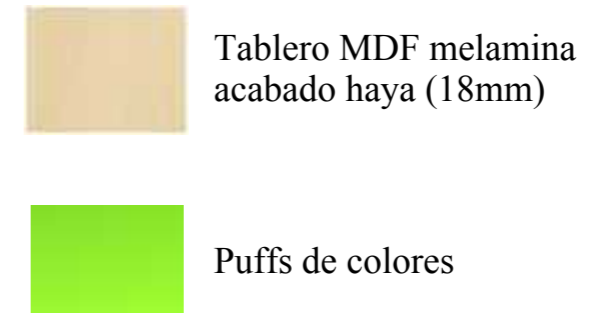 Tablero MDF melamina
acabado haya (18mm)
Puffs de colores